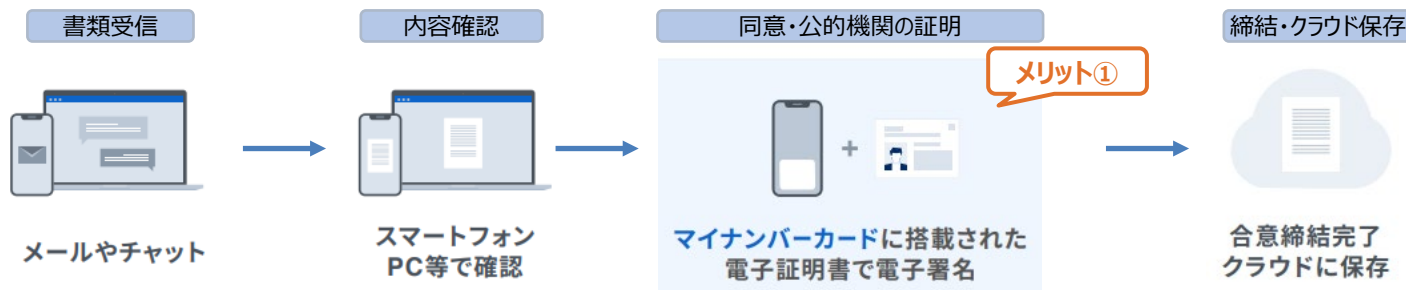 書類受信
内容確認
同意・公的機関の証明
締結・クラウド保存
メリット①
メールやチャット
スマートフォン
PC等で確認
マイナンバーカードに搭載された
電子証明書で電子署名
合意締結完了
クラウドに保存